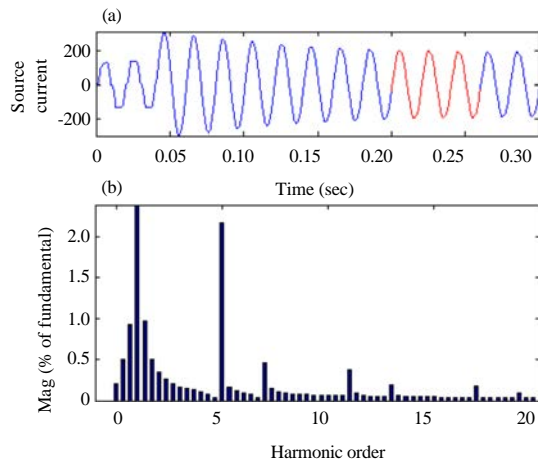 (a)
Source
current
200
0
-200
0
0.05
0.10
0.15
0.20
0.25
0.30
Time (sec)
(b)
Mag (% of fundamental)
2.0
1.5
1.0
0.5
0
0
5
10
15
20
Harmonic order